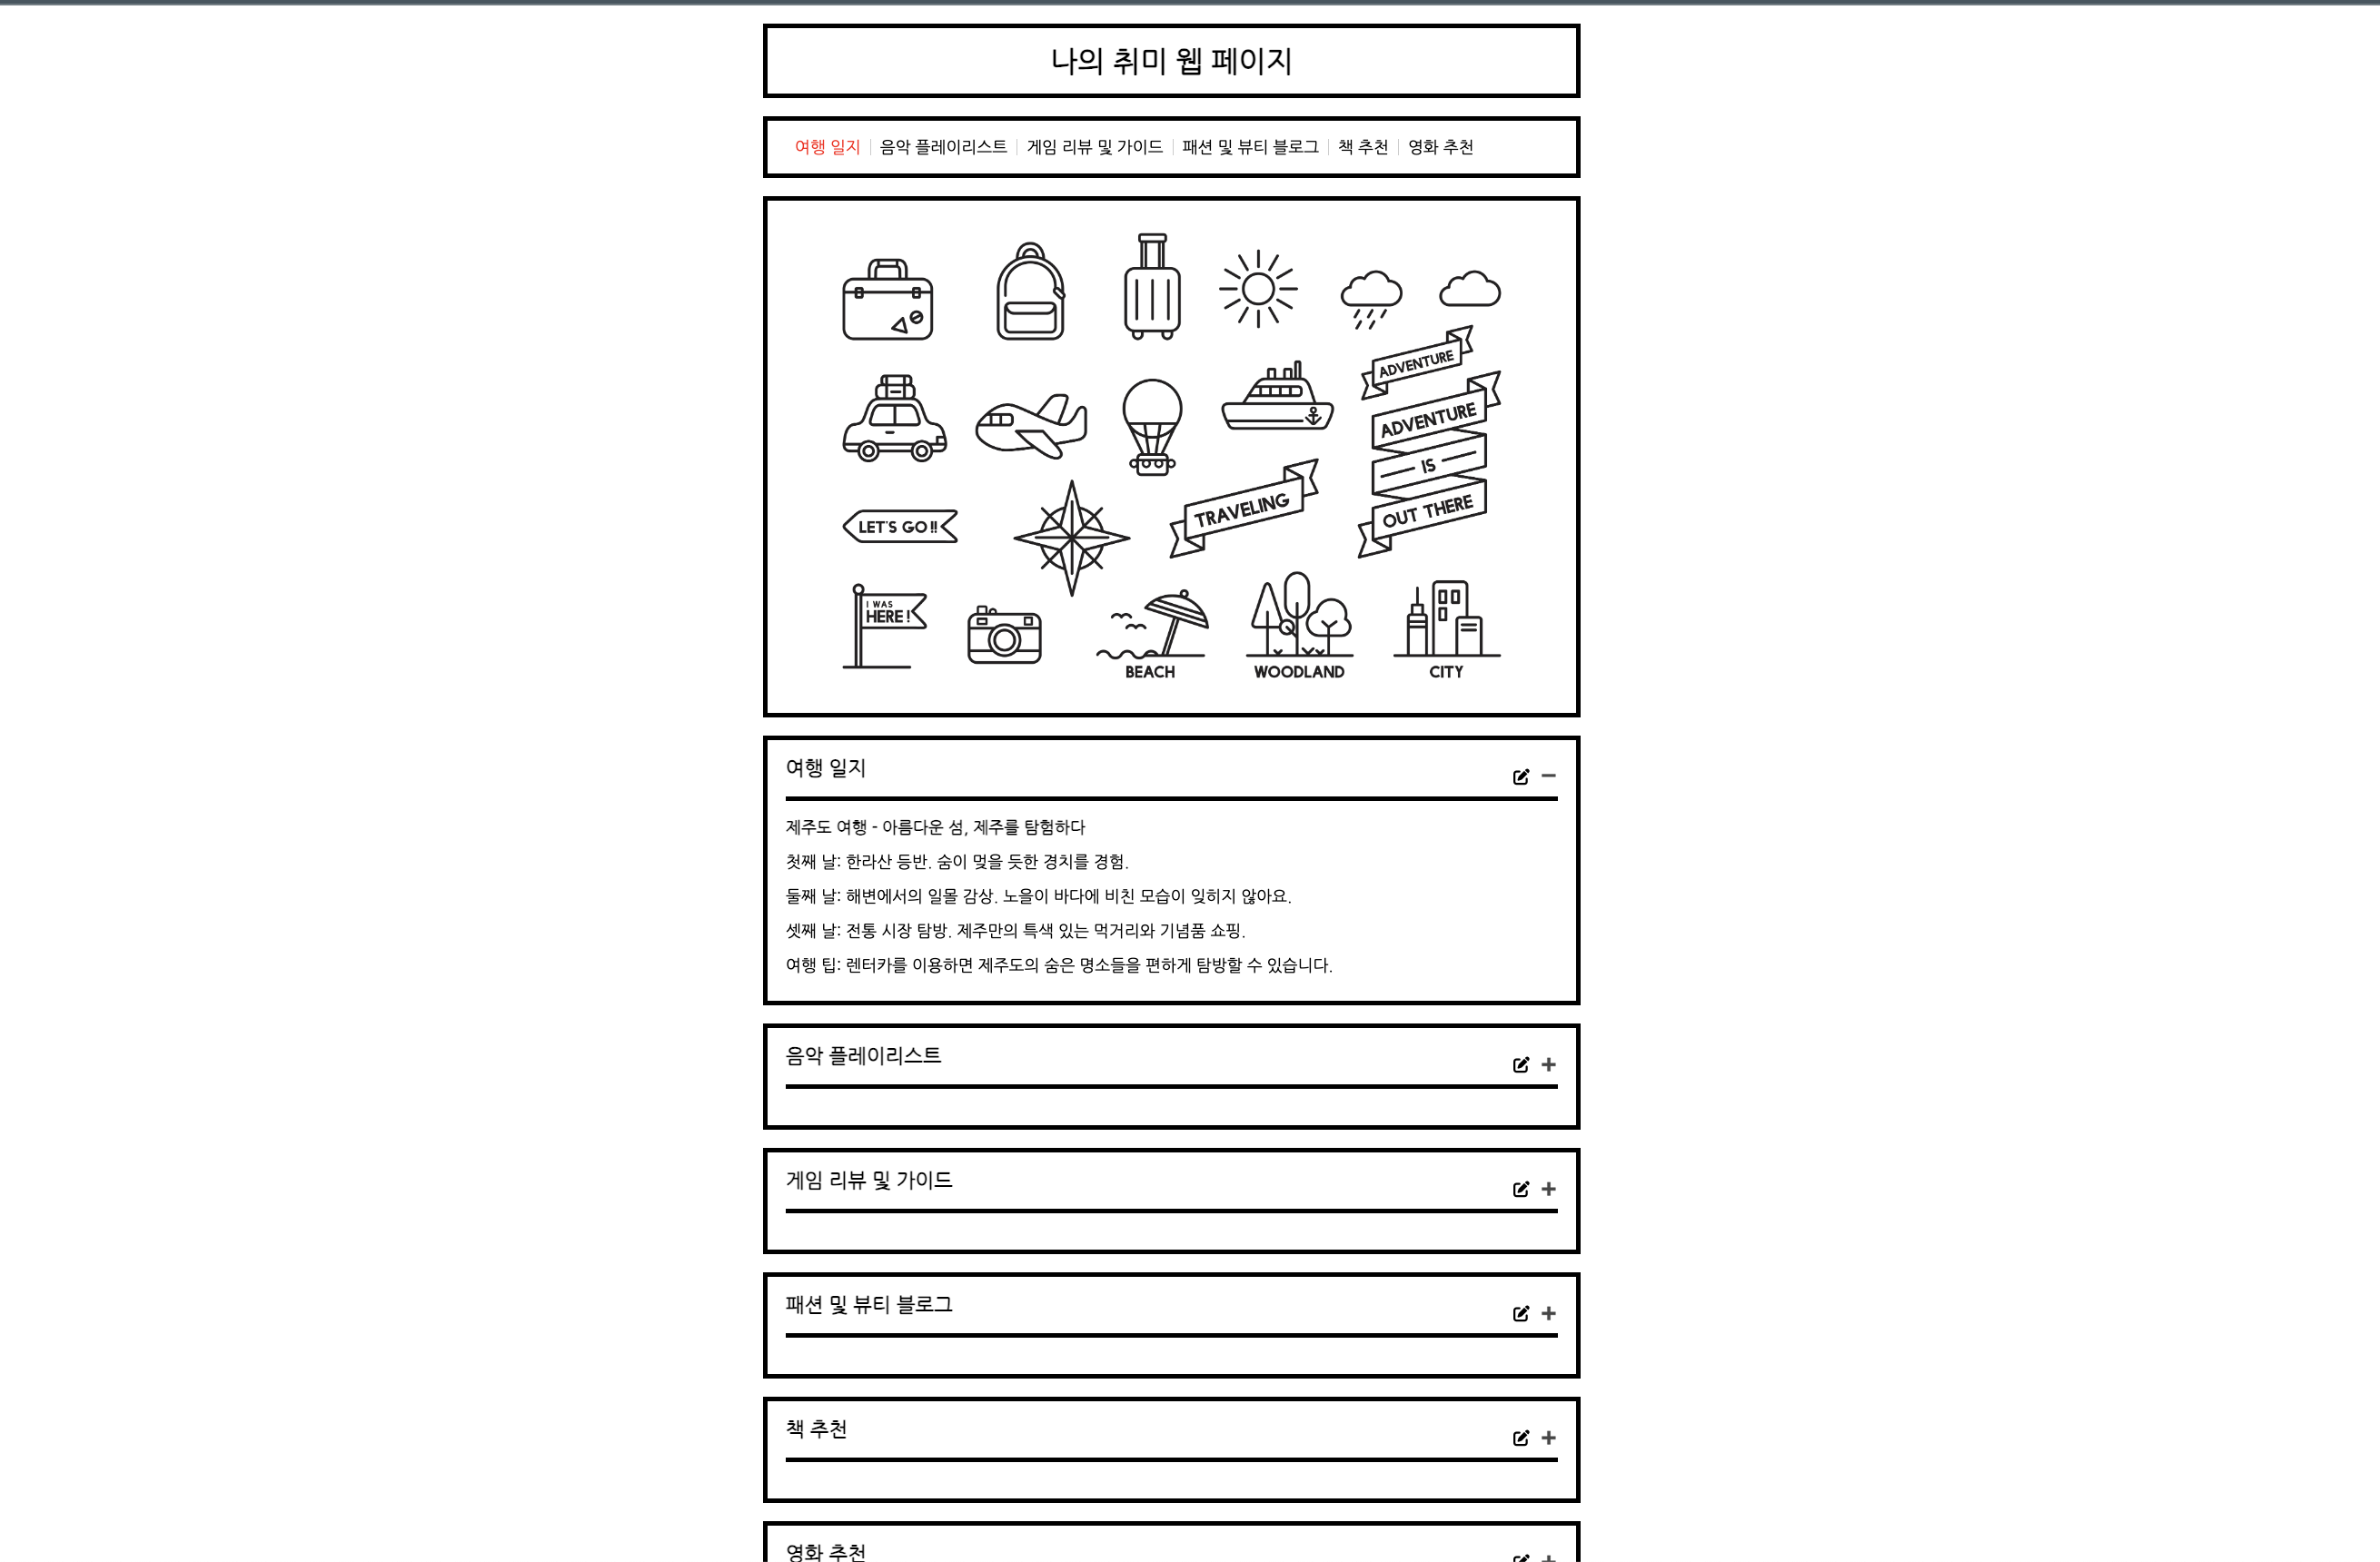 나의 취미 웹 페이지
여행 일지 음악 플레이리스트 게임 리뷰 및 가이드 패션 및 뷰티 블로그 책 추천 영화 추천
ADVENTURE
ADVENTURE
IS
OUT THERE
TRAVELING
LET'S GO !!
I WAS
HERE !
BEACH
WOODLAND
CITY
여행 일지
제주도 여행 - 아름다운 섬, 제주를 탐험하다
첫째 날: 한라산 등반. 숨이 멎을 듯한 경치를 경험.
둘째 날: 해변에서의 일몰 감상. 노을이 바다에 비친 모습이 잊히지 않아요.
셋째 날: 전통 시장 탐방. 제주만의 특색 있는 먹거리와 기념품 쇼핑.
여행 팁: 렌터카를 이용하면 제주도의 숨은 명소들을 편하게 탐방할 수 있습니다.
음악 플레이리스트
게임 리뷰 및 가이드
패션 및 뷰티 블로그
책 추천
영화 추천